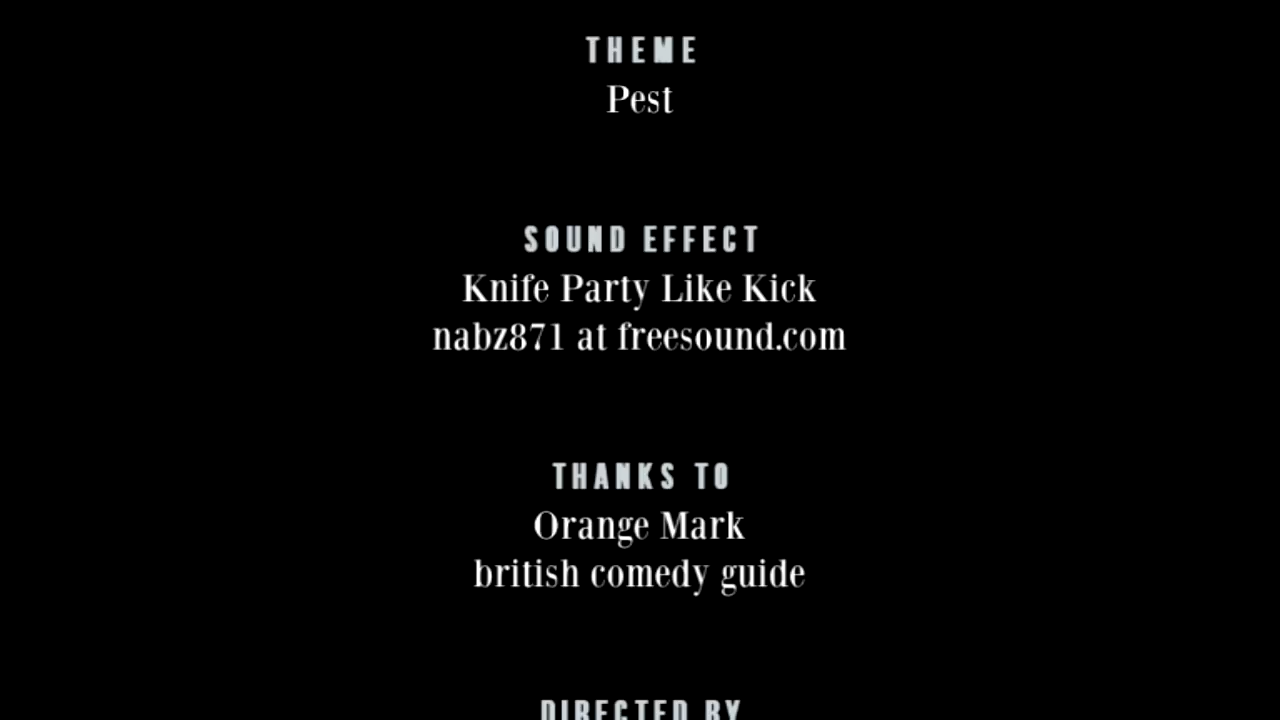 THEME
Pest
SOUND EFFECT
Knife Party Like Kick
nabz871 at freesound.com
THANKS TO
Orange Mark
british comedy guide
DIRECTED BY